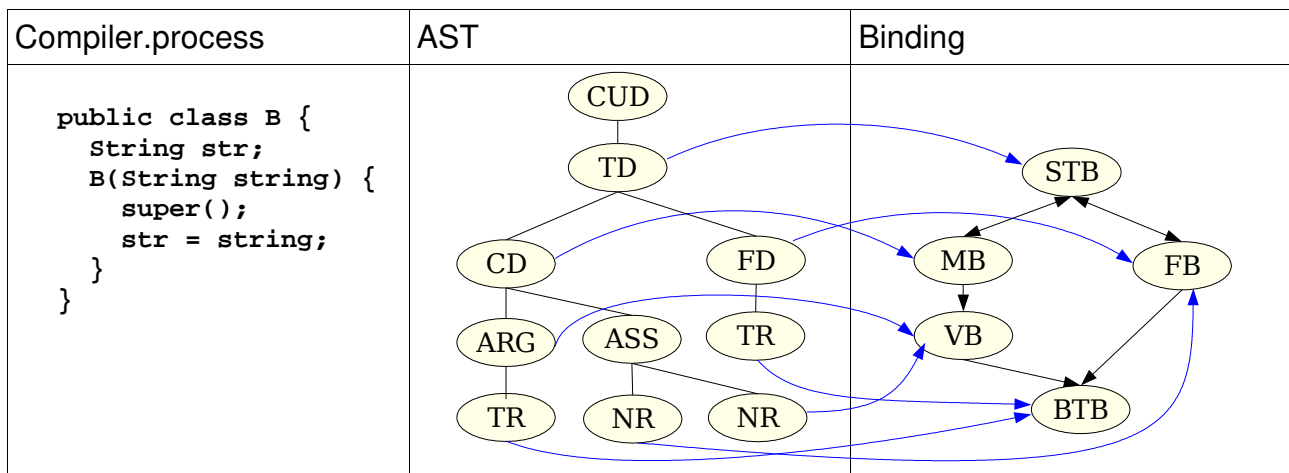 Compiler.process
AST
Binding
public class B {
String str;
B(String string) {
super();
str = string;
}
}
CUD
TD
STB
CD
FD
MB
FB
ARG
ASS
TR
VB
TR
NR
NR
BTB